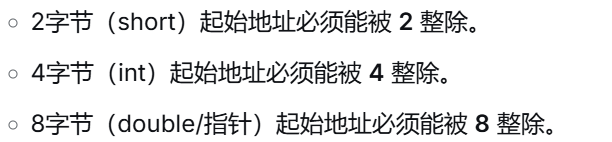 2字节（short）起始地址必须能被 2 整除。
4字节（int）起始地址必须能被 4 整除。
8字节（double/指针）起始地址必须能被 8 整除。